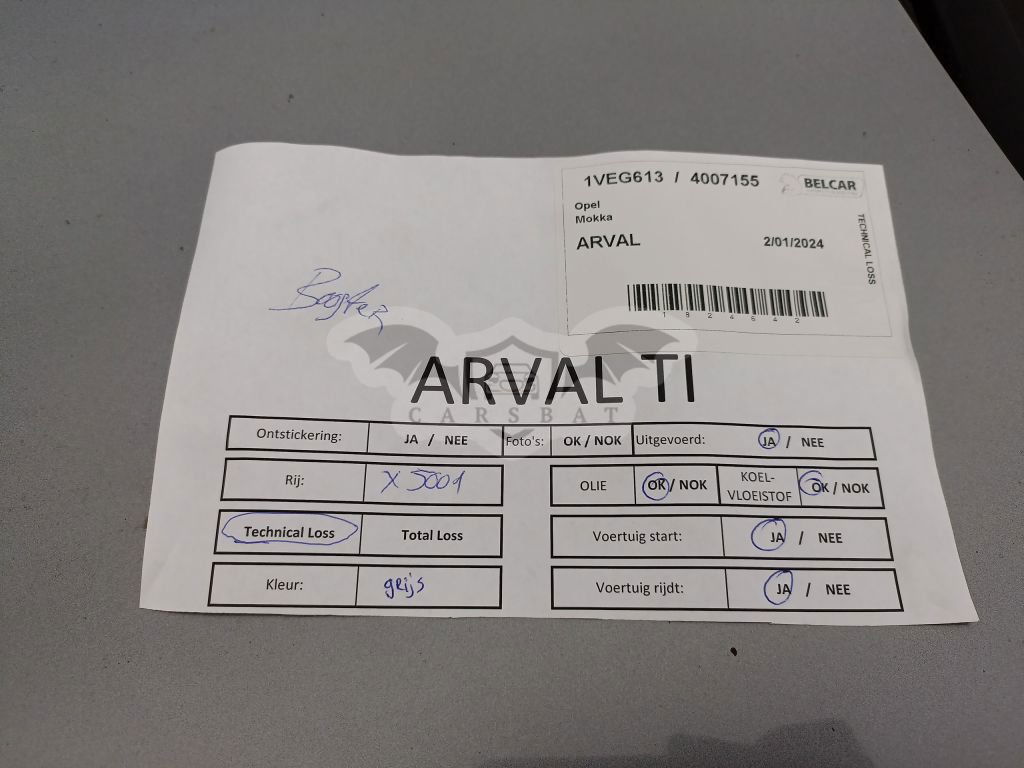 1VEG613 / 4007155 BELCAR
Opel
Mokka
ARVAL 2/01/2024
TECHNICAL LOSS
1824642
Booster
ARVAL TI
CARSBAT
Ontstickering: JA / NEE Foto's: OK / NOK Uitgevoerd: JA / NEE
Rij: X 5001 OLIE OK / NOK KOEL-
VLOEISTOF OK / NOK
Technical Loss Total Loss Voertuig start: JA / NEE
Kleur: grijs Voertuig rijdt: JA / NEE